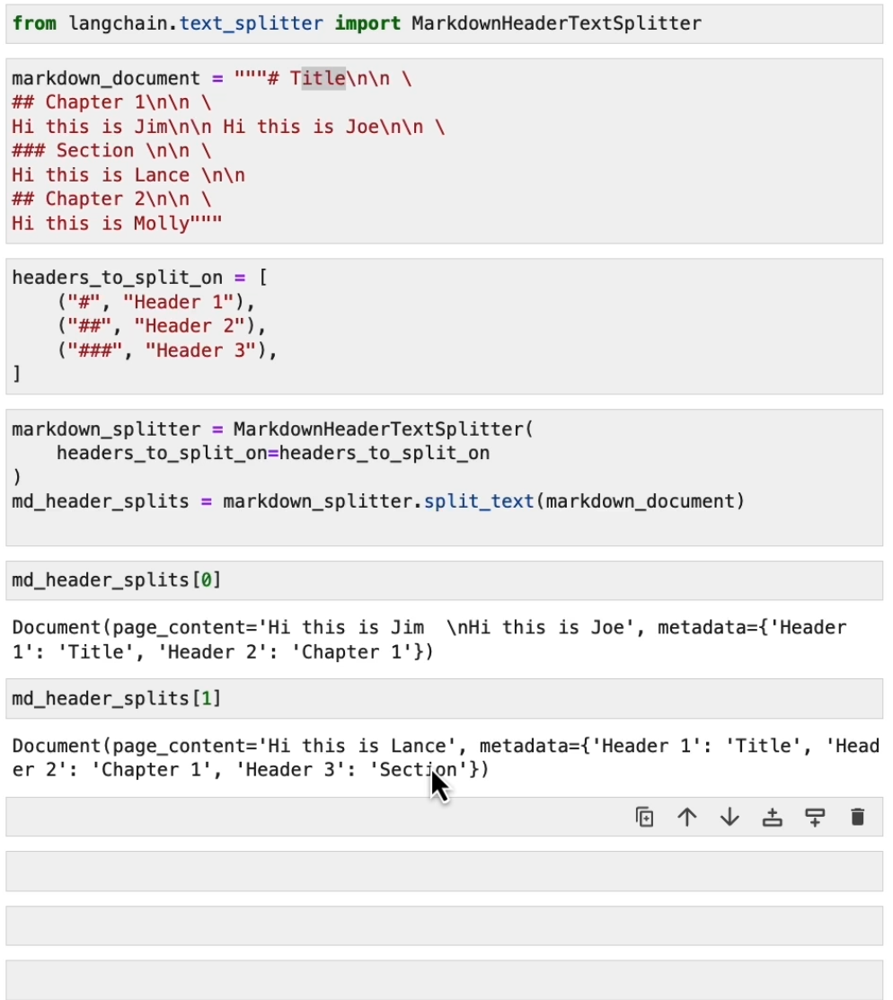 from langchain.text_splitter import MarkdownHeaderTextSplitter
markdown_document = """# Title\n\n \
## Chapter 1\n\n \
Hi this is Jim\n\n Hi this is Joe\n\n \
### Section \n\n \
Hi this is Lance \n\n
## Chapter 2\n\n \
Hi this is Molly"""
headers_to_split_on = [
    ("#", "Header 1"),
    ("##", "Header 2"),
    ("###", "Header 3"),
]
markdown_splitter = MarkdownHeaderTextSplitter(
    headers_to_split_on=headers_to_split_on
)
md_header_splits = markdown_splitter.split_text(markdown_document)
md_header_splits[0]
Document(page_content='Hi this is Jim  \nHi this is Joe', metadata={'Header
1': 'Title', 'Header 2': 'Chapter 1'})
md_header_splits[1]
Document(page_content='Hi this is Lance', metadata={'Header 1': 'Title', 'Head
er 2': 'Chapter 1', 'Header 3': 'Section'})